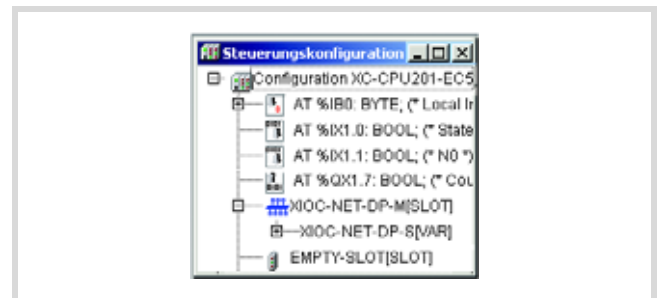 Steuerungskonfiguration
Configuration XC-CPU201-EC5
AT %IB0: BYTE; (* Local Ir
AT %IX1.0: BOOL; (* State
AT %IX1.1: BOOL; (* N0 *)
AT %QX1.7: BOOL; (* Cou
XIOC-NET-DP-M[SLOT]
XIOC-NET-DP-S[VAR]
EMPTY-SLOT[SLOT]